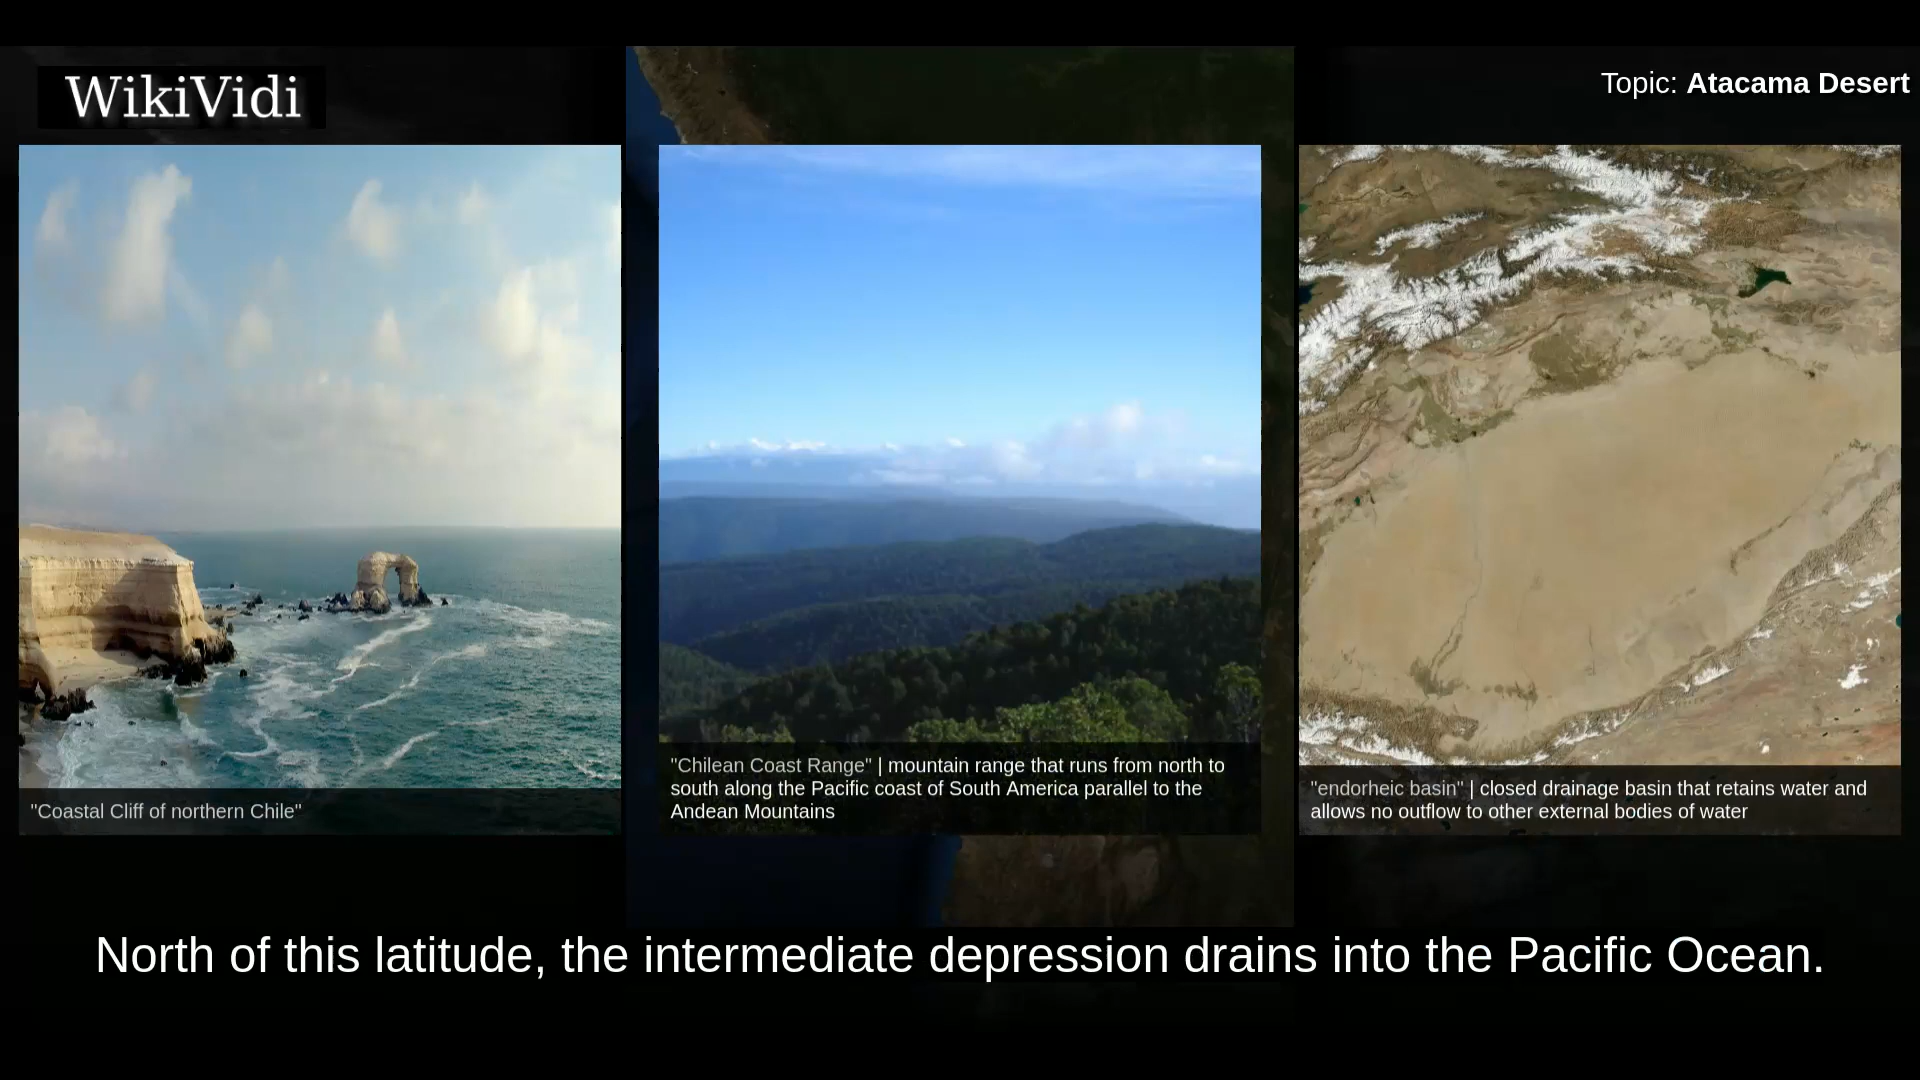 WikiVidi
Topic: Atacama Desert
"Coastal Cliff of northern Chile"
"Chilean Coast Range" | mountain range that runs from north to
south along the Pacific coast of South America parallel to the
Andean Mountains
"endorheic basin" | closed drainage basin that retains water and
allows no outflow to other external bodies of water
North of this latitude, the intermediate depression drains into the Pacific Ocean.